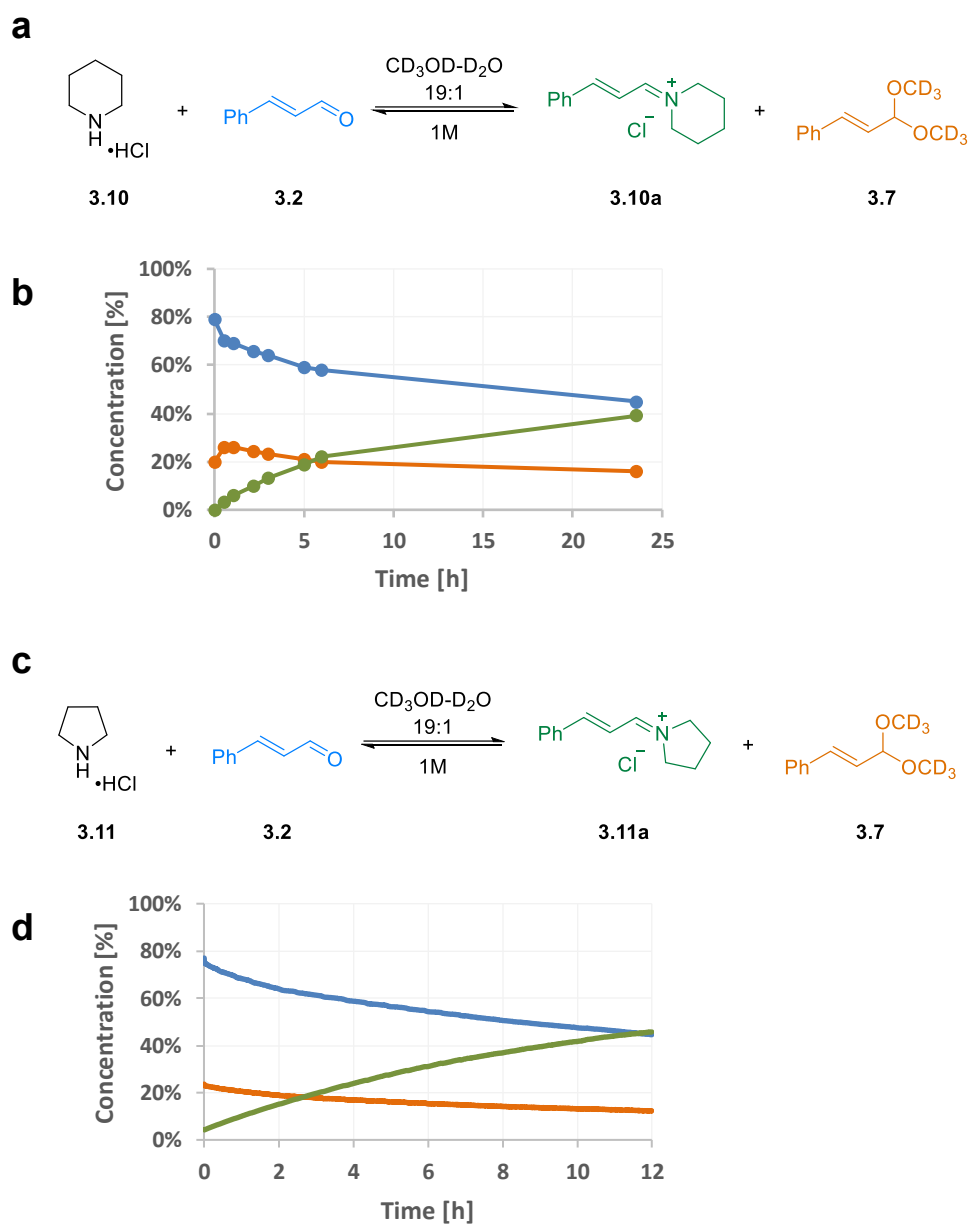 a
CD₃OD-D₂O
19:1
1M
N
H
•HCl
+
Ph
O
Ph
N
+
Cl⁻
+
Ph
OCD₃
OCD₃
3.10
3.2
3.10a
3.7
b
Concentration [%]
100%
80%
60%
40%
20%
0%
0 5 10 15 20 25
Time [h]
c
CD₃OD-D₂O
19:1
1M
N
H
•HCl
+
Ph
O
Ph
N
+
Cl⁻
+
Ph
OCD₃
OCD₃
3.11
3.2
3.11a
3.7
d
Concentration [%]
100%
80%
60%
40%
20%
0%
0 2 4 6 8 10 12
Time [h]